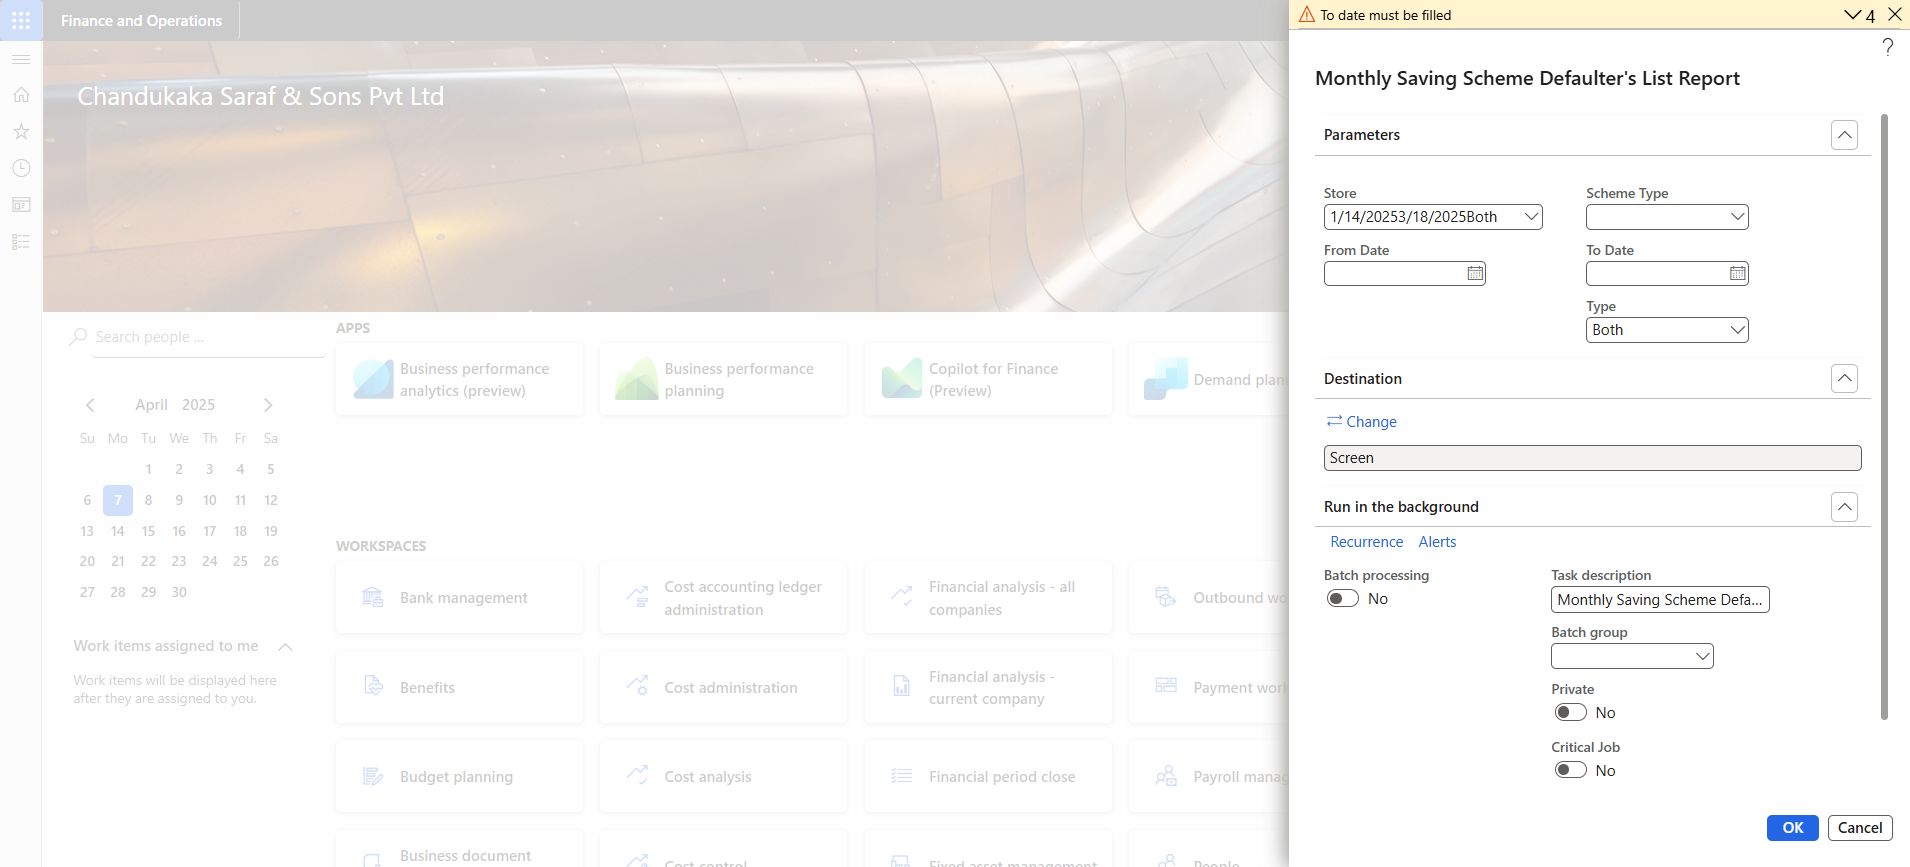 Finance and Operations
To date must be filled
4
?
Chandukaka Saraf & Sons Pvt Ltd
Search people ...
April 2025
Su Mo Tu We Th Fr Sa
1 2 3 4 5
6 7 8 9 10 11 12
13 14 15 16 17 18 19
20 21 22 23 24 25 26
27 28 29 30
Work items assigned to me
Work items will be displayed here
after they are assigned to you.
APPS
Business performance
analytics (preview)
Business performance
planning
Copilot for Finance
(Preview)
Demand plan
WORKSPACES
Bank management
Cost accounting ledger
administration
Financial analysis - all
companies
Outbound wo
Benefits
Cost administration
Financial analysis -
current company
Payment work
Budget planning
Cost analysis
Financial period close
Payroll manag
Business document
Cost control
Fixed asset management
People
Monthly Saving Scheme Defaulter's List Report
Parameters
Store
1/14/20253/18/2025Both
Scheme Type
From Date
To Date
Type
Both
Destination
Change
Screen
Run in the background
Recurrence Alerts
Batch processing
No
Task description
Monthly Saving Scheme Defa...
Batch group
Private
No
Critical Job
No
OK Cancel